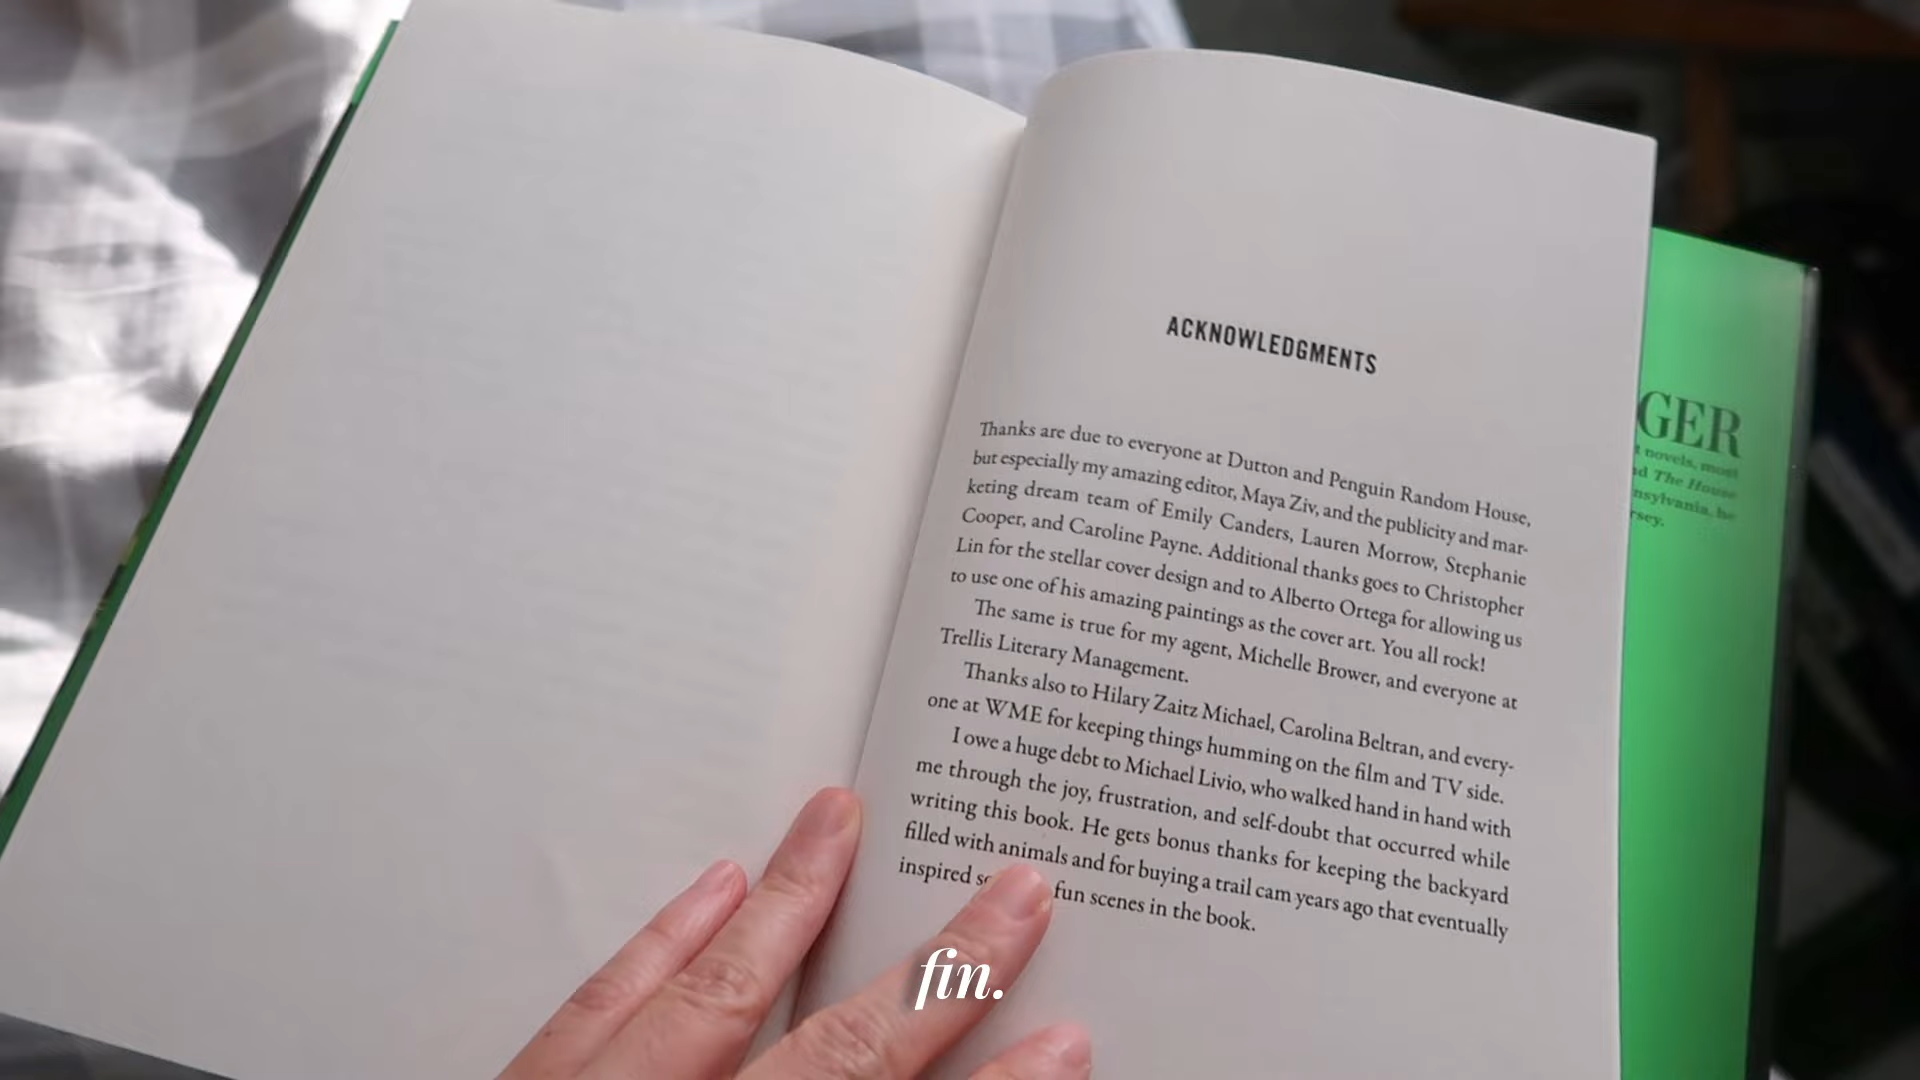 ACKNOWLEDGMENTS
Thanks are due to everyone at Dutton and Penguin Random House,
but especially my amazing editor, Maya Ziv, and the publicity and mar-
keting dream team of Emily Canders, Lauren Morrow, Stephanie
Cooper, and Caroline Payne. Additional thanks goes to Christopher
Lin for the stellar cover design and to Alberto Ortega for allowing us
to use one of his amazing paintings as the cover art. You all rock!
The same is true for my agent, Michelle Brower, and everyone at
Trellis Literary Management.
Thanks also to Hilary Zaitz Michael, Carolina Beltran, and every-
one at WME for keeping things humming on the film and TV side.
I owe a huge debt to Michael Livio, who walked hand in hand with
me through the joy, frustration, and self-doubt that occurred while
writing this book. He gets bonus thanks for keeping the backyard
filled with animals and for buying a trail cam years ago that eventually
inspired fun scenes in the book.
GER
novels, most
The House
rsey.
fin.